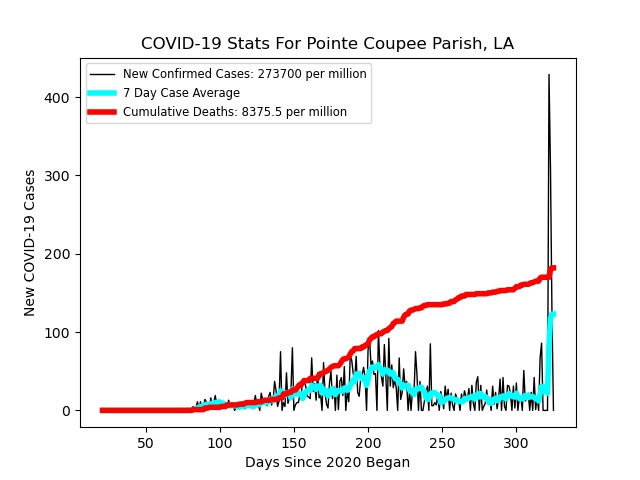 COVID-19 Stats For Pointe Coupee Parish, LA
New Confirmed Cases: 273700 per million
7 Day Case Average
Cumulative Deaths: 8375.5 per million
New COVID-19 Cases
400
300
200
100
0
50 100 150 200 250 300
Days Since 2020 Began